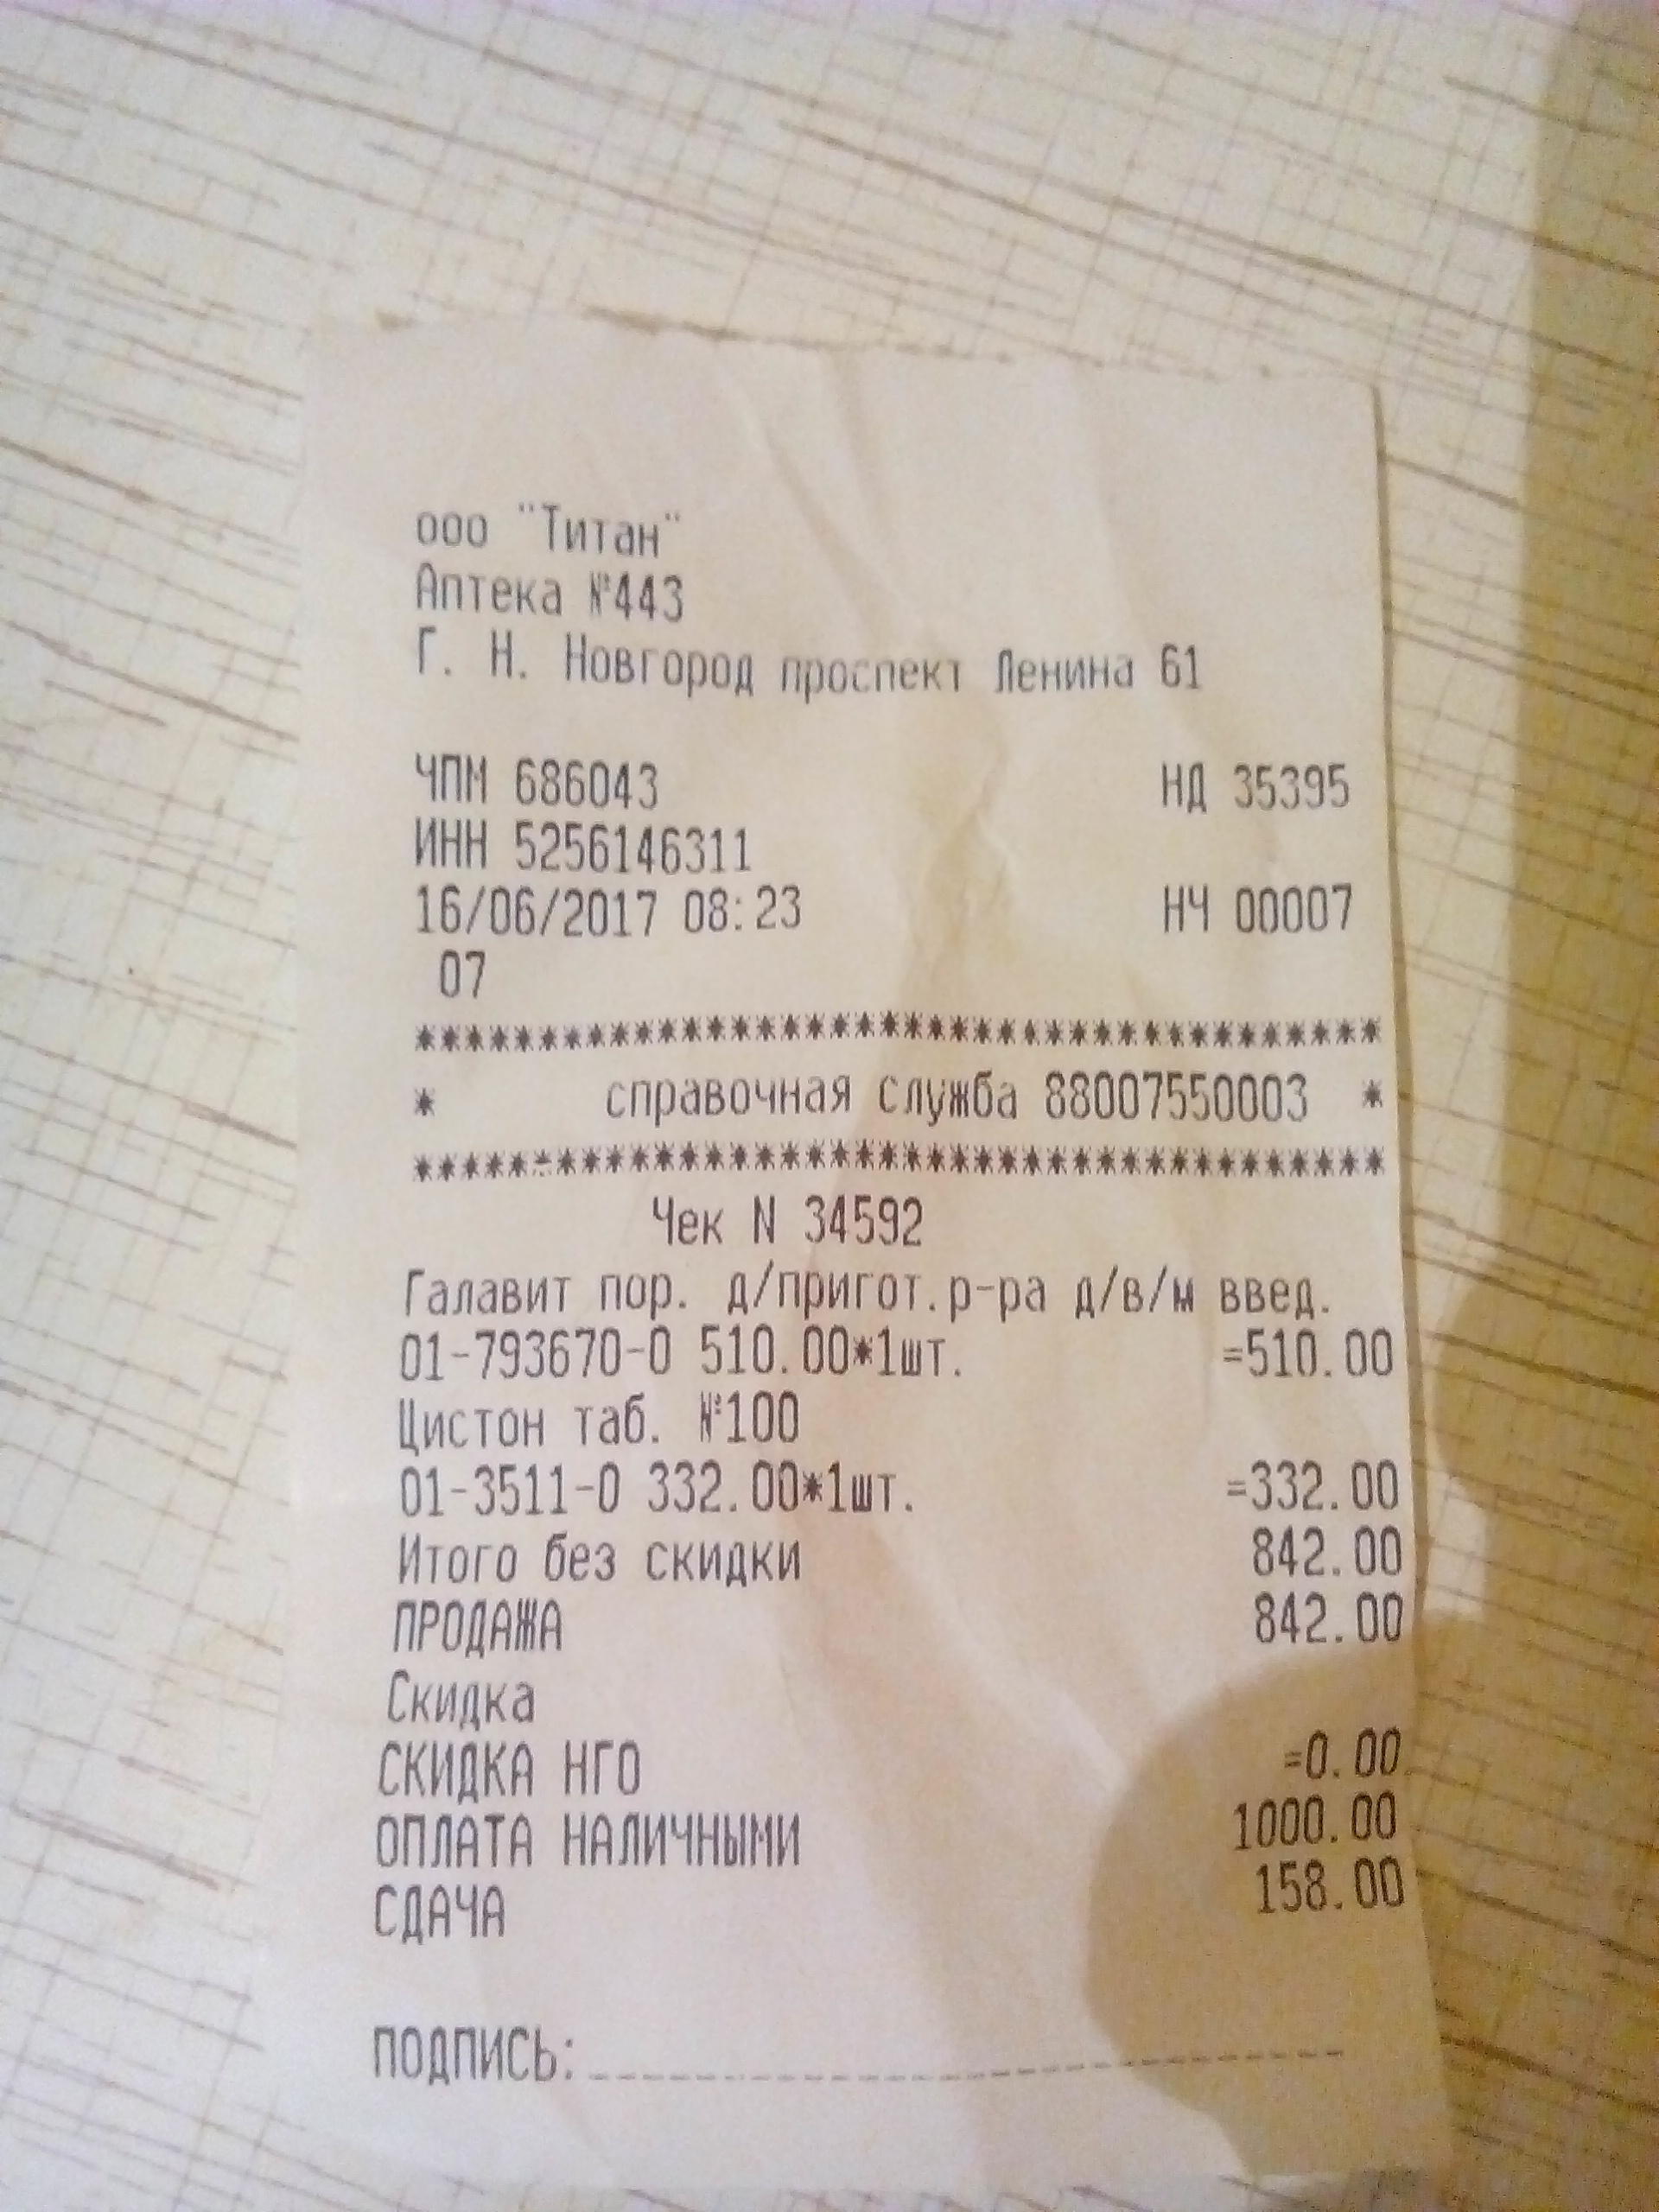 ооо "Титан"
Аптека №443
Г. Н. Новгород проспект Ленина 61
ЧПМ 686043 НД 35395
ИНН 5256146311
16/06/2017 08:23 НЧ 00007
07
****************************************
* справочная служба 88007550003 *
****************************************
Чек N 34592
Галавит пор. д/пригот.р-ра д/в/м введ.
01-793670-0 510.00*1шт. =510.00
Цистон таб. №100
01-3511-0 332.00*1шт. =332.00
Итого без скидки 842.00
ПРОДАЖА 842.00
Скидка
СКИДКА НГО =0.00
ОПЛАТА НАЛИЧНЫМИ 1000.00
СДАЧА 158.00
ПОДПИСЬ: